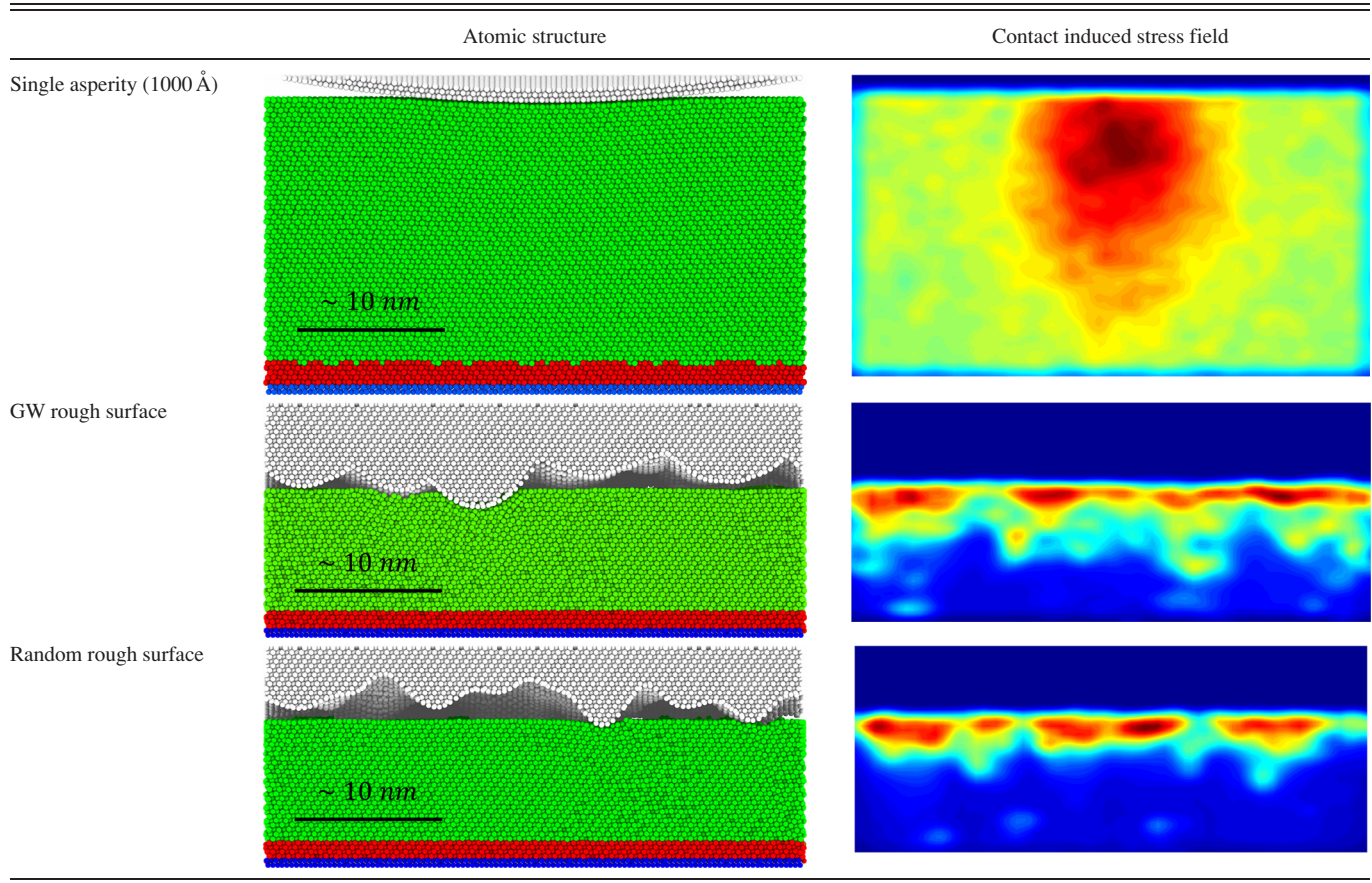 Atomic structure Contact induced stress field
Single asperity (1000 Å)
~ 10 nm
GW rough surface
~ 10 nm
Random rough surface
~ 10 nm